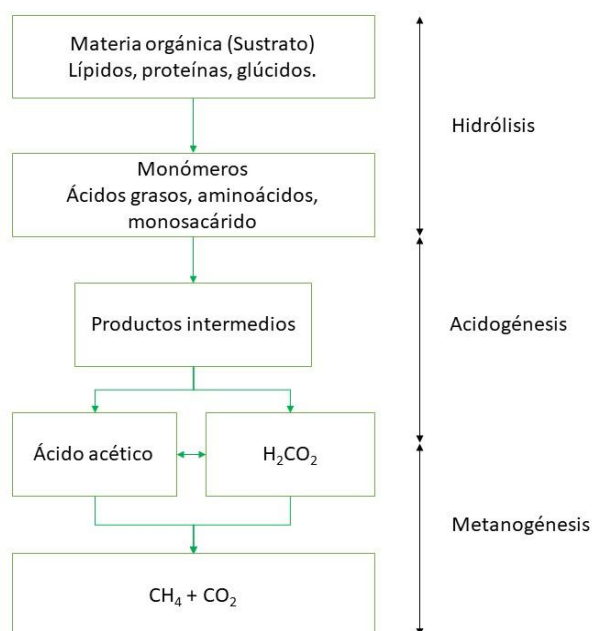 Materia orgánica (Sustrato)
Lípidos, proteínas, glúcidos.
Hidrólisis
Monómeros
Ácidos grasos, aminoácidos,
monosacárido
Productos intermedios
Acidogénesis
Ácido acético
H₂CO₂
Metanogénesis
CH₄ + CO₂